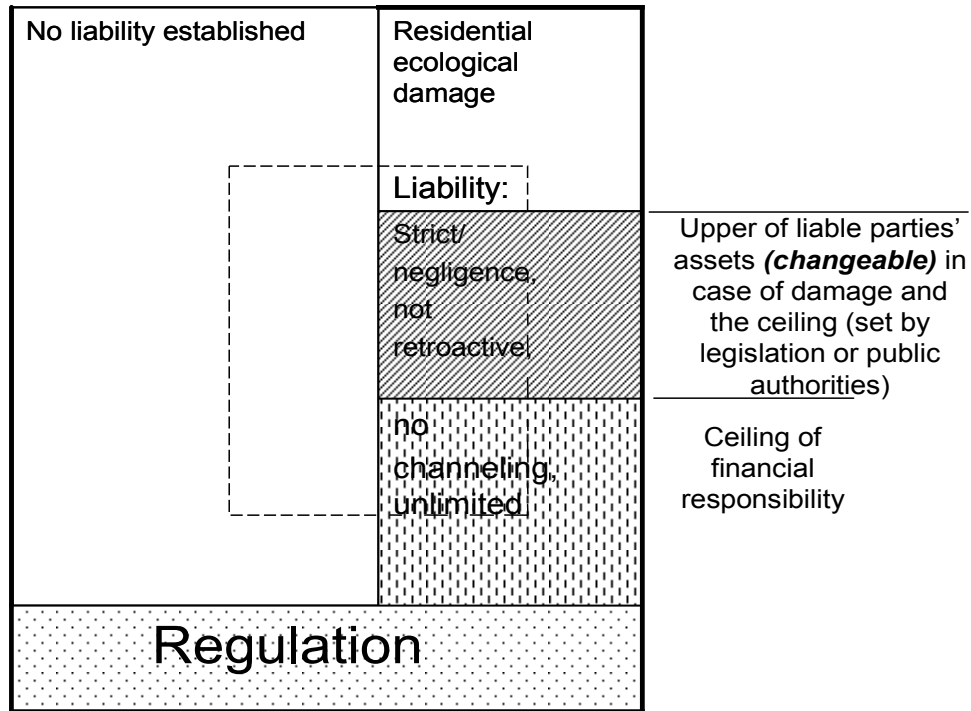 No liability established
Residential
ecological
damage
Liability:
Strict/
negligence,
not
retroactive,
no
channeling,
unlimited
Upper of liable parties’
assets (changeable) in
case of damage and
the ceiling (set by
legislation or public
authorities)
Ceiling of
financial
responsibility
Regulation